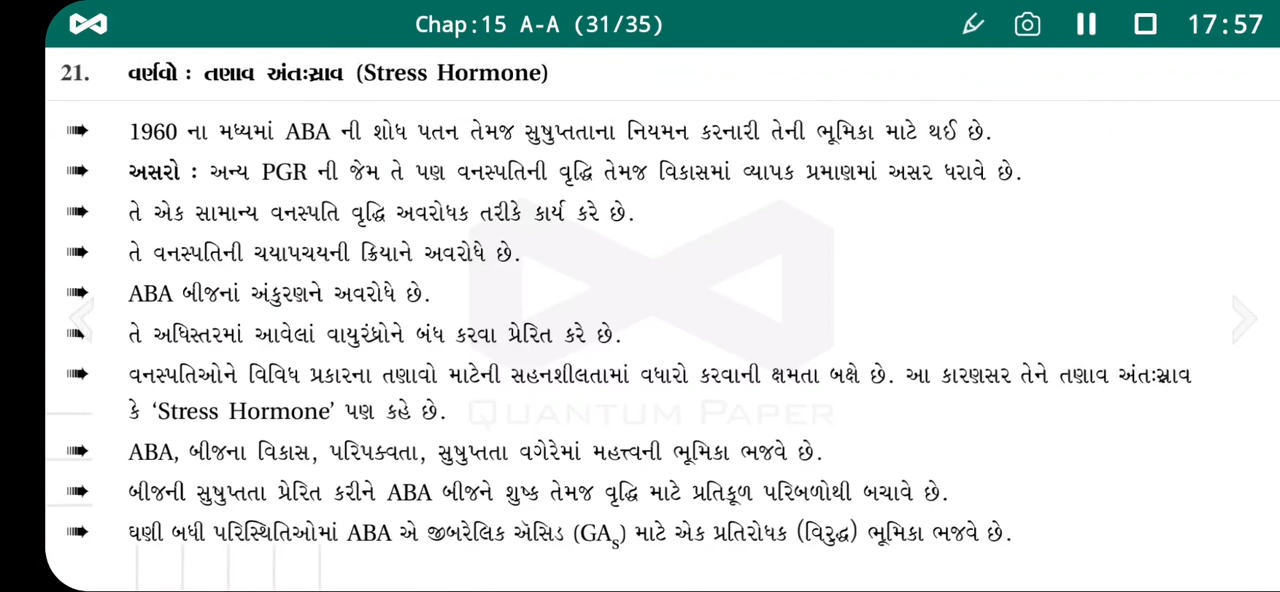 Chap:15 A-A (31/35)
17:57
21. વર્ણવો : તણાવ અંતઃસ્રાવ (Stress Hormone)
1960 ના મધ્યમાં ABA ની શોધ પતન તેમજ સુષુપ્તતાના નિયમન કરનારી તેની ભૂમિકા માટે થઈ છે.
અસરો : અન્ય PGR ની જેમ તે પણ વનસ્પતિની વૃદ્ધિ તેમજ વિકાસમાં વ્યાપક પ્રમાણમાં અસર ધરાવે છે.
તે એક સામાન્ય વનસ્પતિ વૃદ્ધિ અવરોધક તરીકે કાર્ય કરે છે.
તે વનસ્પતિની ચયાપચયની ક્રિયાને અવરોધે છે.
ABA બીજનાં અંકુરણને અવરોધે છે.
તે અધિસ્તરમાં આવેલાં વાયુરંધ્રોને બંધ કરવા પ્રેરિત કરે છે.
વનસ્પતિઓને વિવિધ પ્રકારના તણાવો માટેની સહનશીલતામાં વધારો કરવાની ક્ષમતા બક્ષે છે. આ કારણસર તેને તણાવ અંતઃસ્રાવ
કે ‘Stress Hormone’ પણ કહે છે.
QUANTUM PAPER
ABA, બીજના વિકાસ, પરિપક્વતા, સુષુપ્તતા વગેરેમાં મહત્ત્વની ભૂમિકા ભજવે છે.
બીજની સુષુપ્તતા પ્રેરિત કરીને ABA બીજને શુષ્ક તેમજ વૃદ્ધિ માટે પ્રતિકૂળ પરિબળોથી બચાવે છે.
ઘણી બધી પરિસ્થિતિઓમાં ABA એ જીબરેલિક ઍસિડ (GAs) માટે એક પ્રતિરોધક (વિરુદ્ધ) ભૂમિકા ભજવે છે.